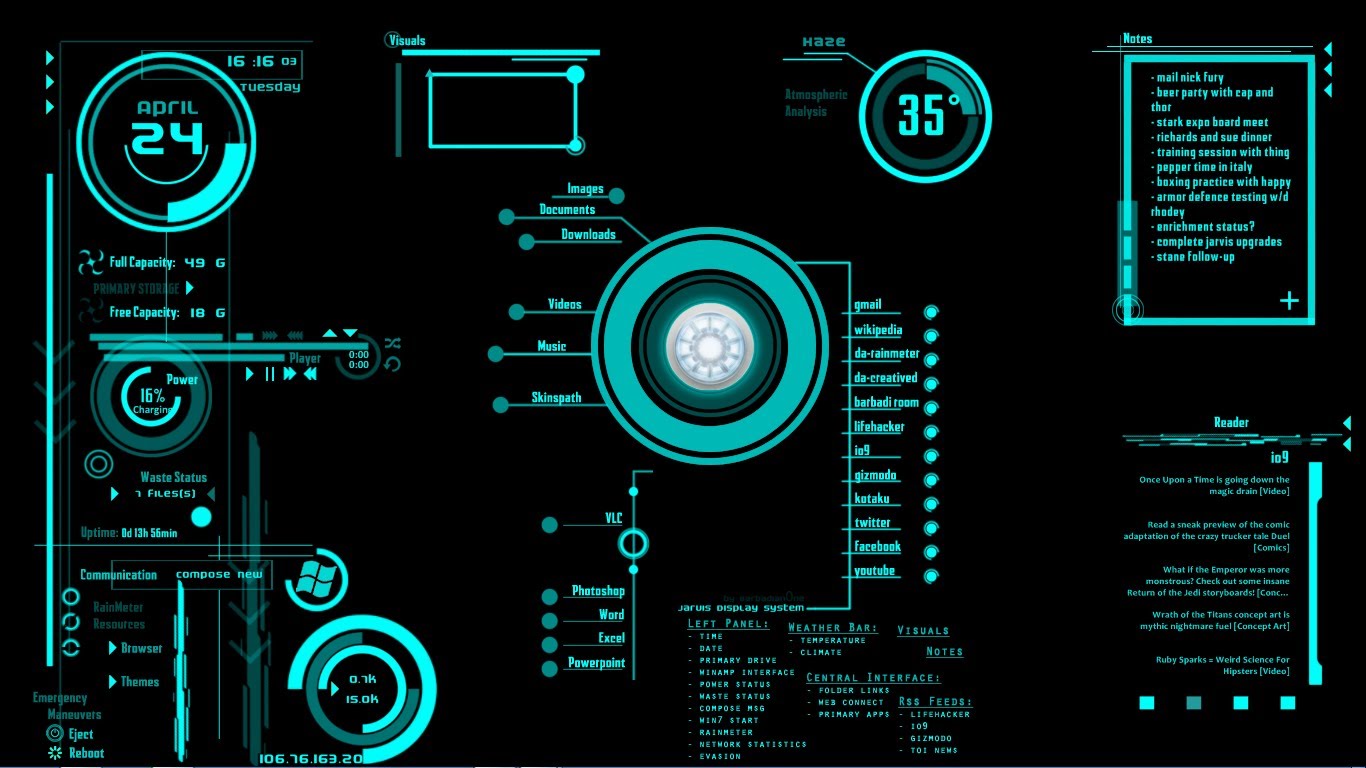 16 :16 03
Tuesday
APRIL
24
Full Capacity: 49 G
PRIMARY STORAGE
Free Capacity: 18 G
Player
0:00
0:00
Power
16%
Charging
Waste Status
7 Files(s)
Uptime: 0d 13h 56min
Communication
compose new
RainMeter
Resources
Browser
Themes
Emergency
Maneuvers
Eject
Reboot
0.7k
15.0k
106.76.163.20
Visuals
Haze
Atmospheric
Analysis
35°
Images
Documents
Downloads
Videos
Music
Skinspath
VLC
Photoshop
Word
Excel
Powerpoint
gmail
wikipedia
da-rainmeter
da-creatived
barbadi room
lifehacker
io9
gizmodo
kotaku
twitter
facebook
youtube
Jarvis Display System
LEFT PANEL:
- TIME
- DATE
- PRIMARY DRIVE
- WINAMP INTERFACE
- POWER STATUS
- WASTE STATUS
- COMPOSE MSG
- WIN7 START
- RAINMETER
- NETWORK STATISTICS
- EVASION
WEATHER BAR:
- TEMPERATURE
- CLIMATE
VISUALS
NOTES
CENTRAL INTERFACE:
- FOLDER LINKS
- WEB CONNECT
- PRIMARY APPS
RSS FEEDS:
- LIFEHACKER
- IO9
- GIZMODO
- TOI NEWS
Notes
- mail nick fury
- beer party with cap and
thor
- stark expo board meet
- richards and sue dinner
- training session with thing
- pepper time in italy
- boxing practice with happy
- armor defence testing w/d
rhodey
- enrichment status?
- complete jarvis upgrades
- stane follow-up
Reader
io9
Once Upon a Time is going down the
magic drain [Video]
Read a sneak preview of the comic
adaptation of the crazy trucker tale Duel
[Comics]
What if the Emperor was more
monstrous? Check out some insane
Return of the Jedi storyboards! [Conc...
Wrath of the Titans concept art is
mythic nightmare fuel [Concept Art]
Ruby Sparks = Weird Science For
Hipsters [Video]